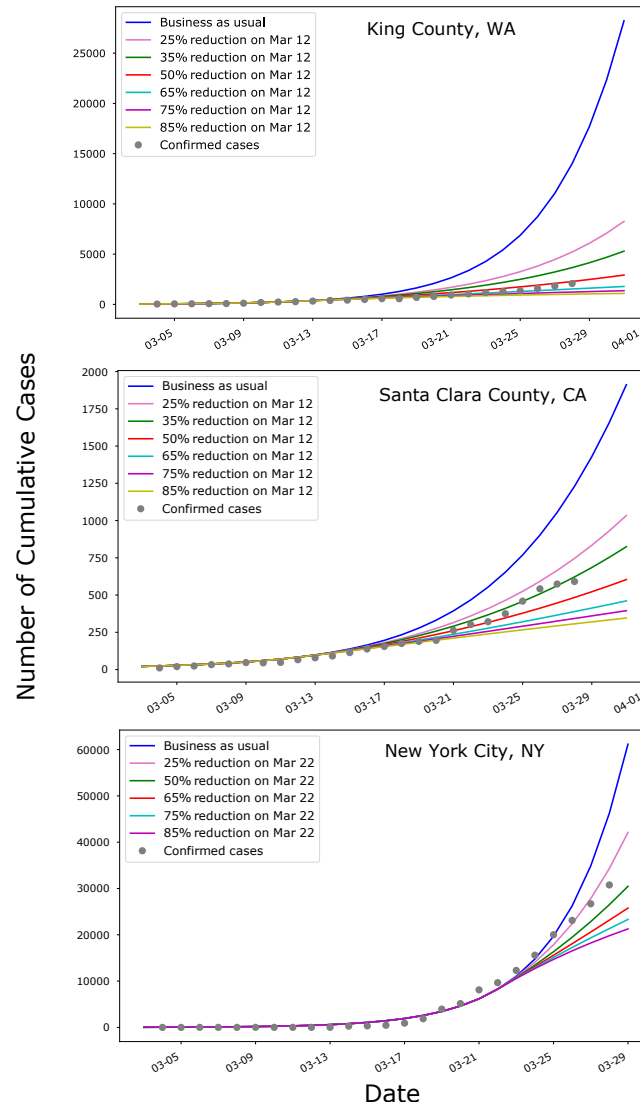 Number of Cumulative Cases
King County, WA
Business as usual
25% reduction on Mar 12
35% reduction on Mar 12
50% reduction on Mar 12
65% reduction on Mar 12
75% reduction on Mar 12
85% reduction on Mar 12
Confirmed cases
25000
20000
15000
10000
5000
0
03-05
03-09
03-13
03-17
03-21
03-25
03-29
04-01
Santa Clara County, CA
Business as usual
25% reduction on Mar 12
35% reduction on Mar 12
50% reduction on Mar 12
65% reduction on Mar 12
75% reduction on Mar 12
85% reduction on Mar 12
Confirmed cases
2000
1750
1500
1250
1000
750
500
250
0
03-05
03-09
03-13
03-17
03-21
03-25
03-29
04-01
New York City, NY
Business as usual
25% reduction on Mar 22
50% reduction on Mar 22
65% reduction on Mar 22
75% reduction on Mar 22
85% reduction on Mar 22
Confirmed cases
60000
50000
40000
30000
20000
10000
0
03-05
03-09
03-13
03-17
03-21
03-25
03-29
Date